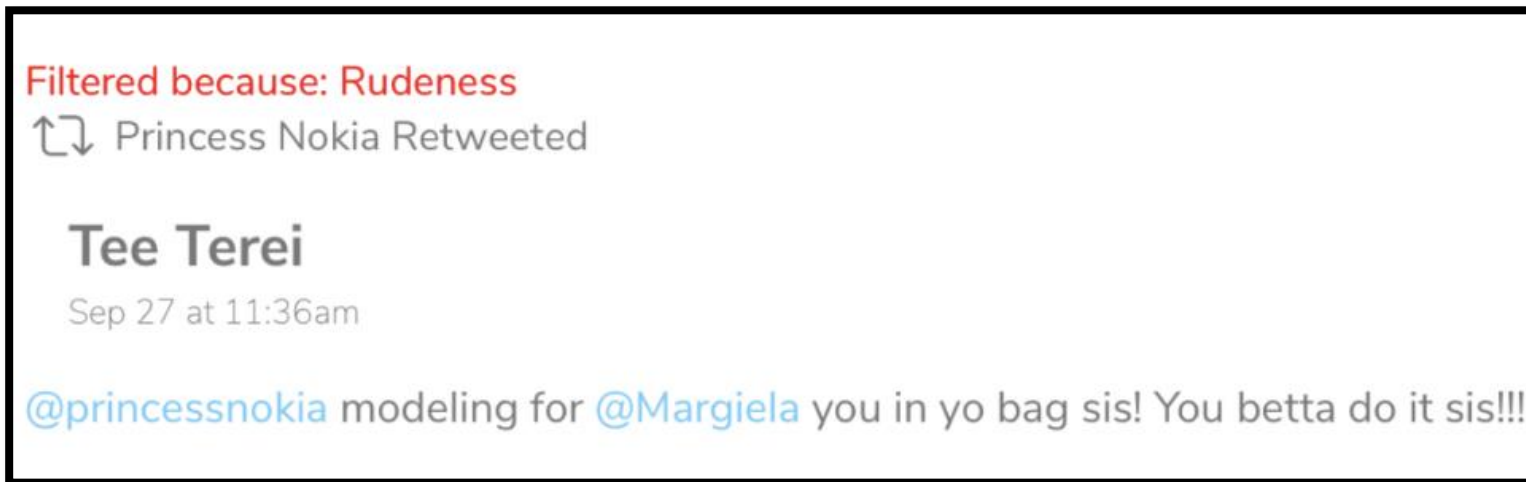 Filtered because: Rudeness
Princess Nokia Retweeted
Tee Terei
Sep 27 at 11:36am
@princessnokia modeling for @Margiela you in yo bag sis! You betta do it sis!!!